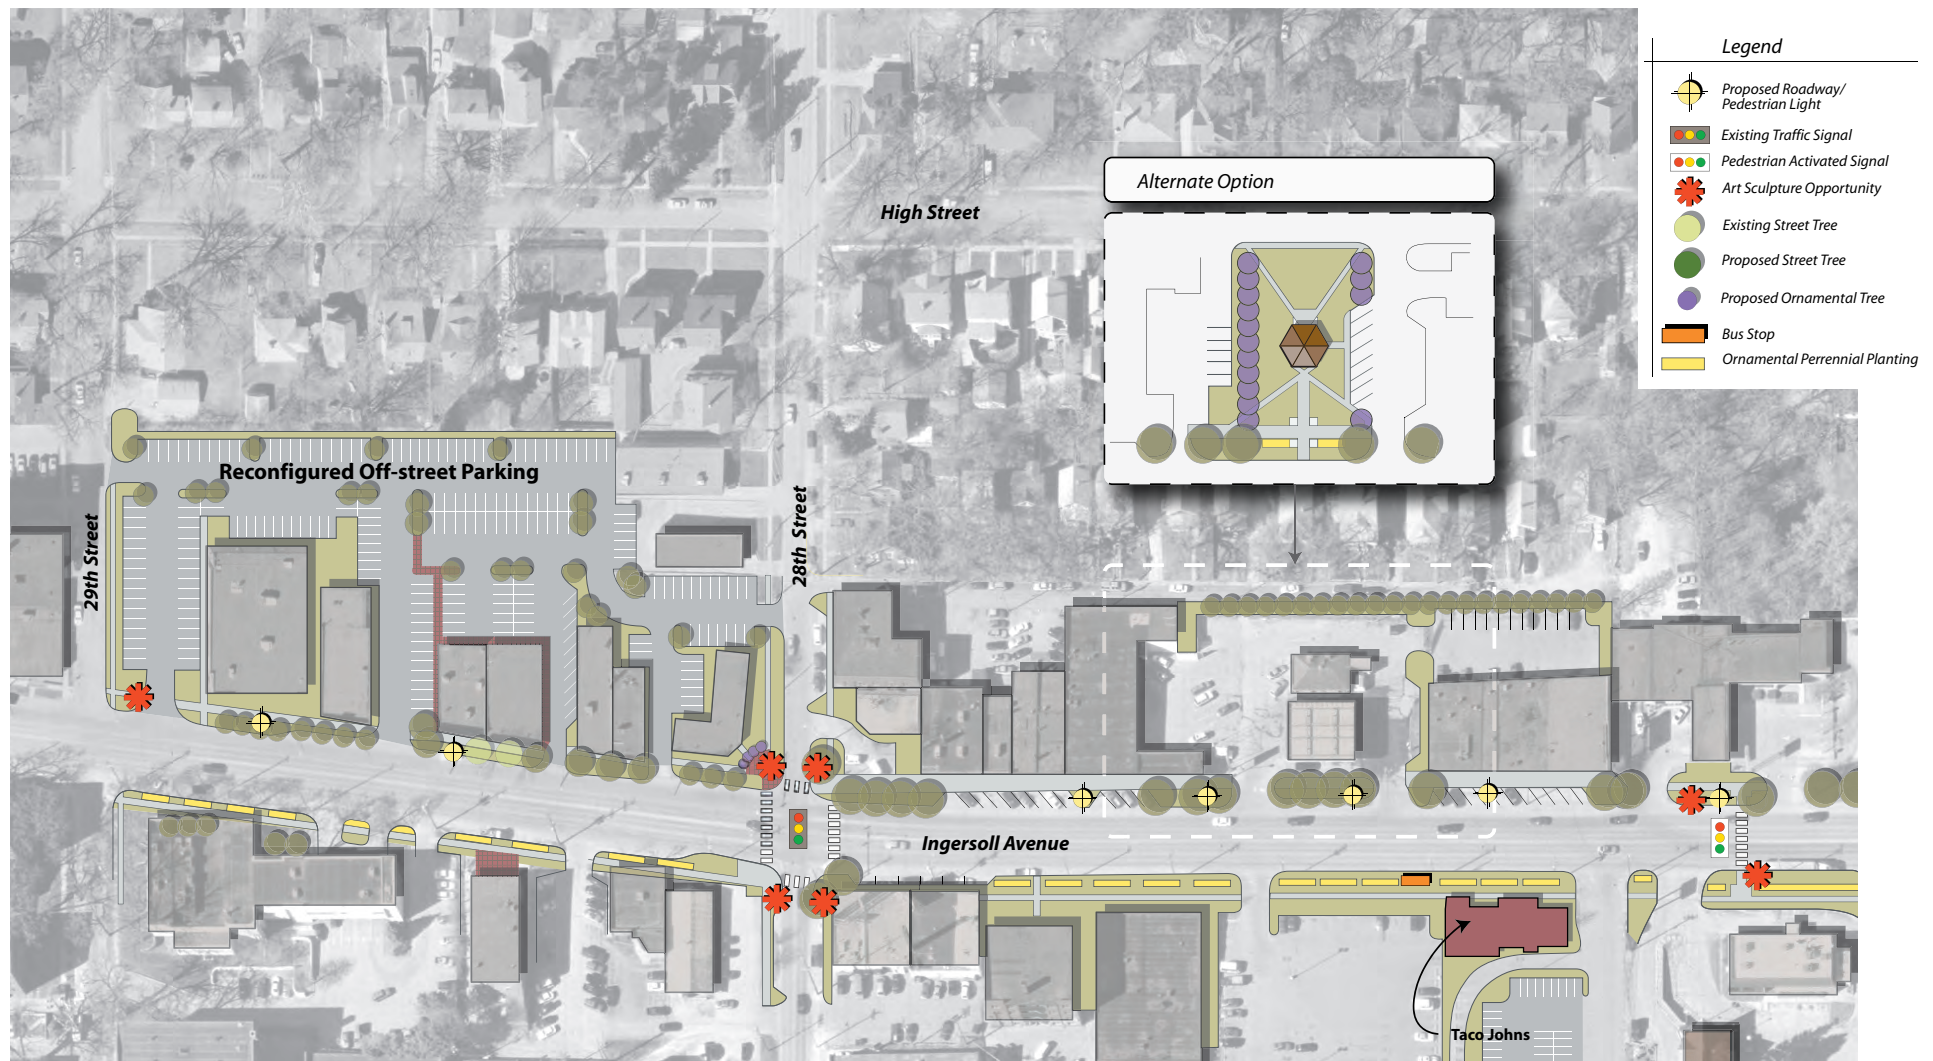 Legend
Proposed Roadway/
Pedestrian Light
Existing Traffic Signal
Pedestrian Activated Signal
Art Sculpture Opportunity
Existing Street Tree
Proposed Street Tree
Proposed Ornamental Tree
Bus Stop
Ornamental Perrennial Planting
Alternate Option
High Street
Reconfigured Off-street Parking
29th Street
28th Street
Ingersoll Avenue
Taco Johns